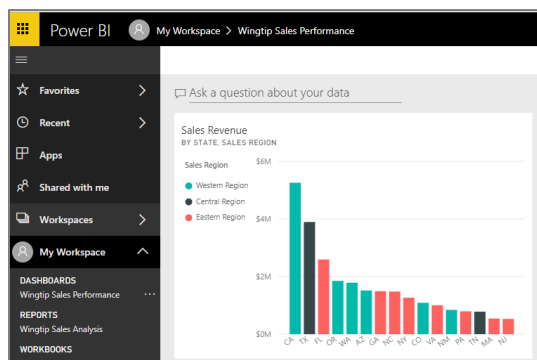 Power BI
My Workspace > Wingtip Sales Performance
Favorites
Recent
Apps
Shared with me
Workspaces
My Workspace
DASHBOARDS
Wingtip Sales Performance ...
REPORTS
Wingtip Sales Analysis
WORKBOOKS
Ask a question about your data
Sales Revenue
BY STATE, SALES REGION
Sales Region
Western Region
Central Region
Eastern Region
$6M
$4M
$2M
$0M
CA TX FL OR WA AZ GA NC NY CO VA NM PA TN MA NJ